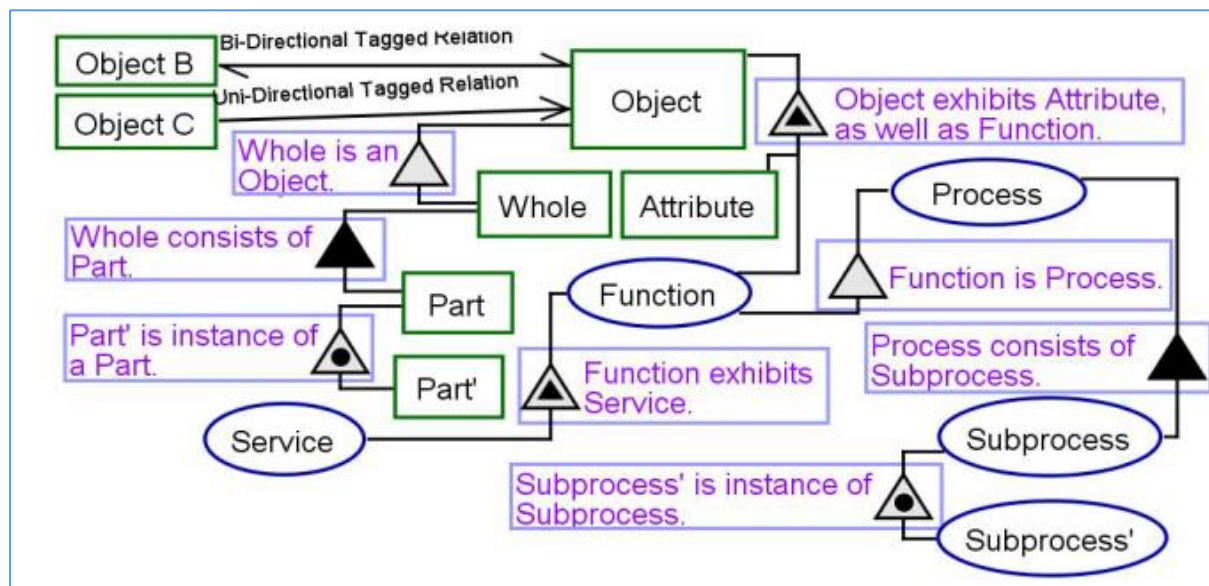 Bi-Directional Tagged Relation
Object B
Uni-Directional Tagged Relation
Object C
Object
Object exhibits Attribute,
as well as Function.
Whole is an
Object.
Whole
Attribute
Process
Whole consists of
Part.
Function
Function is Process.
Part
Part' is instance of
a Part.
Part'
Function exhibits
Service.
Process consists of
Subprocess.
Service
Subprocess
Subprocess' is instance of
Subprocess.
Subprocess'